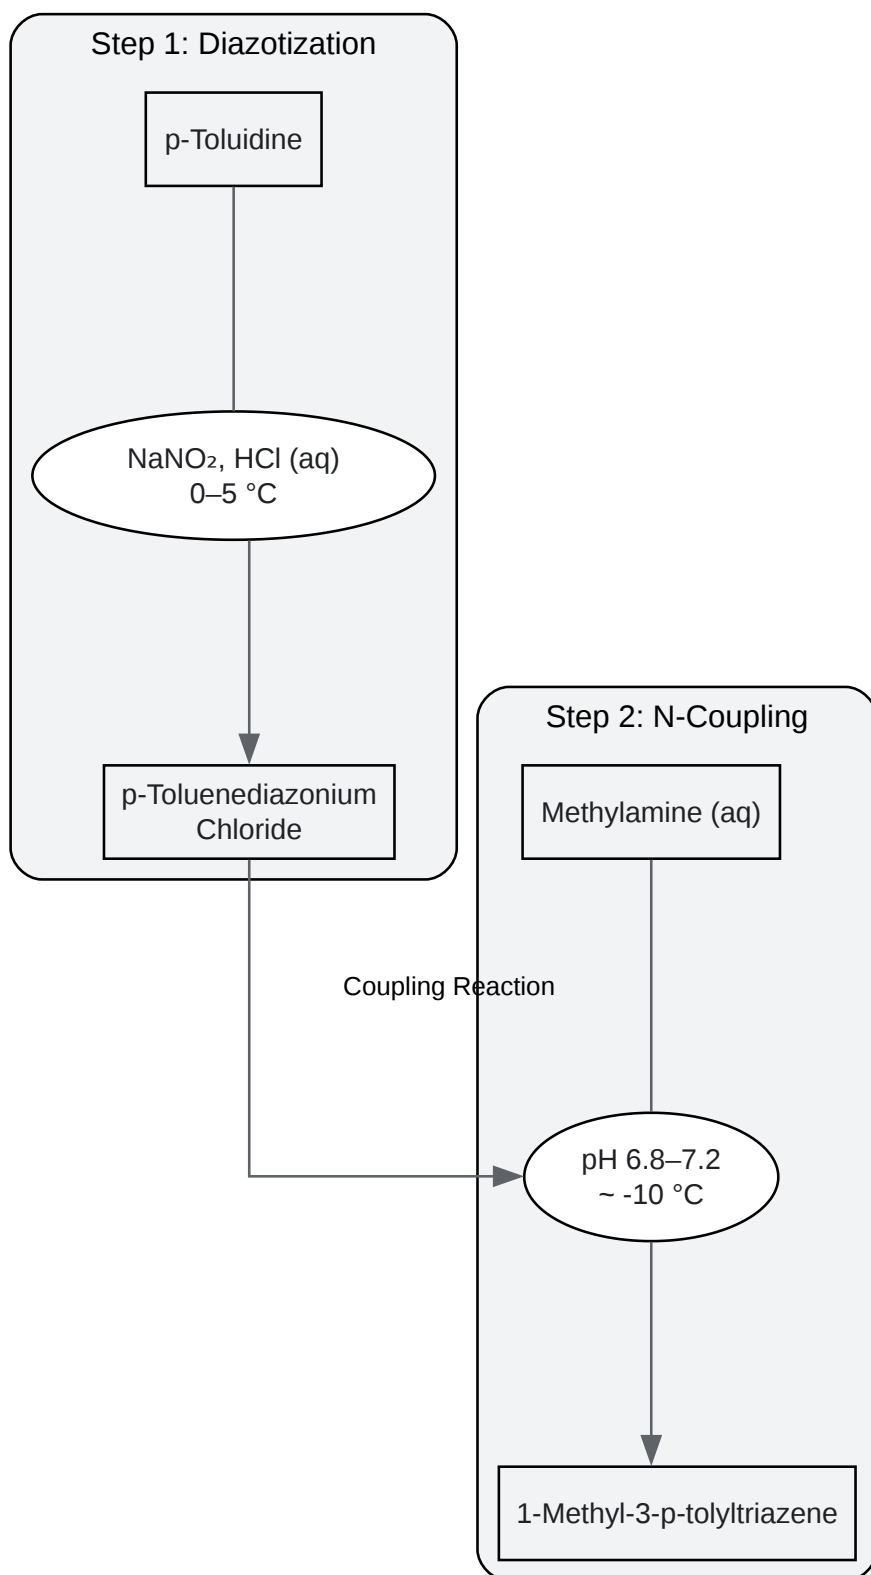 Step 1: Diazotization
p-Toluidine
NaNO₂, HCl (aq)
0–5 °C
p-Toluenediazonium
Chloride
Step 2: N-Coupling
Methylamine (aq)
Coupling Reaction
pH 6.8–7.2
~ -10 °C
1-Methyl-3-p-tolyltriazene